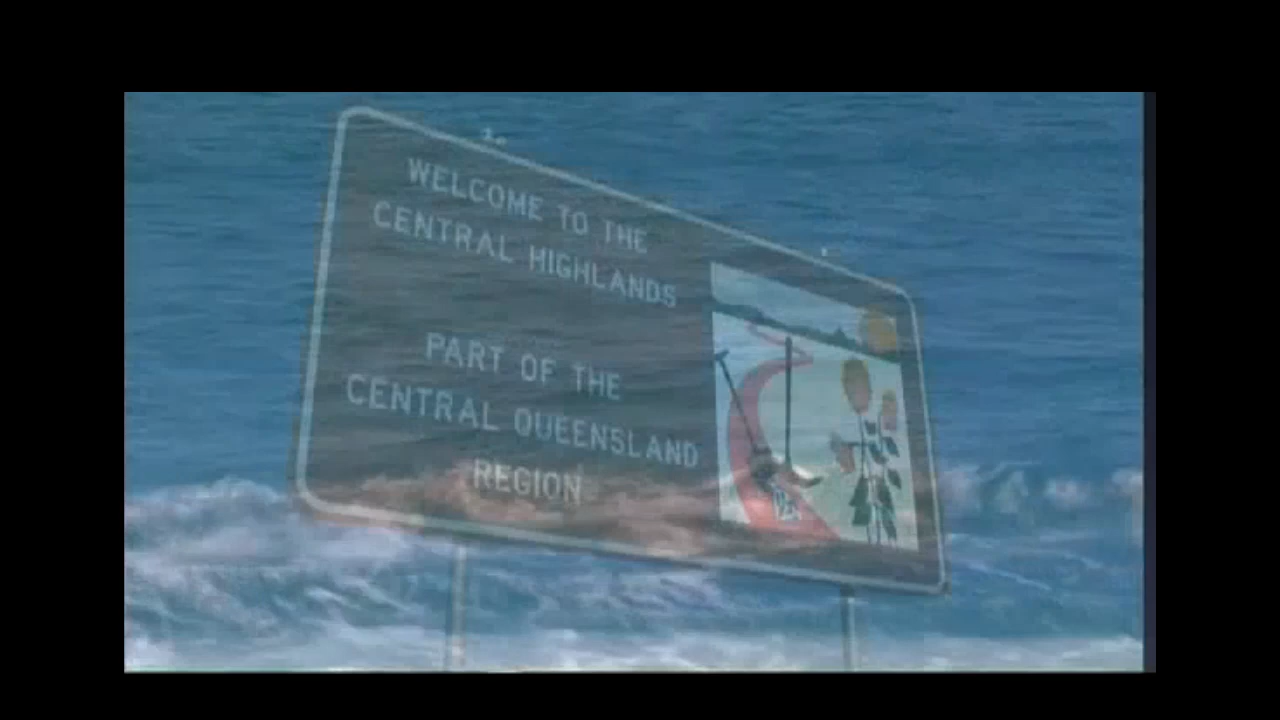 WELCOME TO THE
CENTRAL HIGHLANDS
PART OF THE
CENTRAL QUEENSLAND
REGION